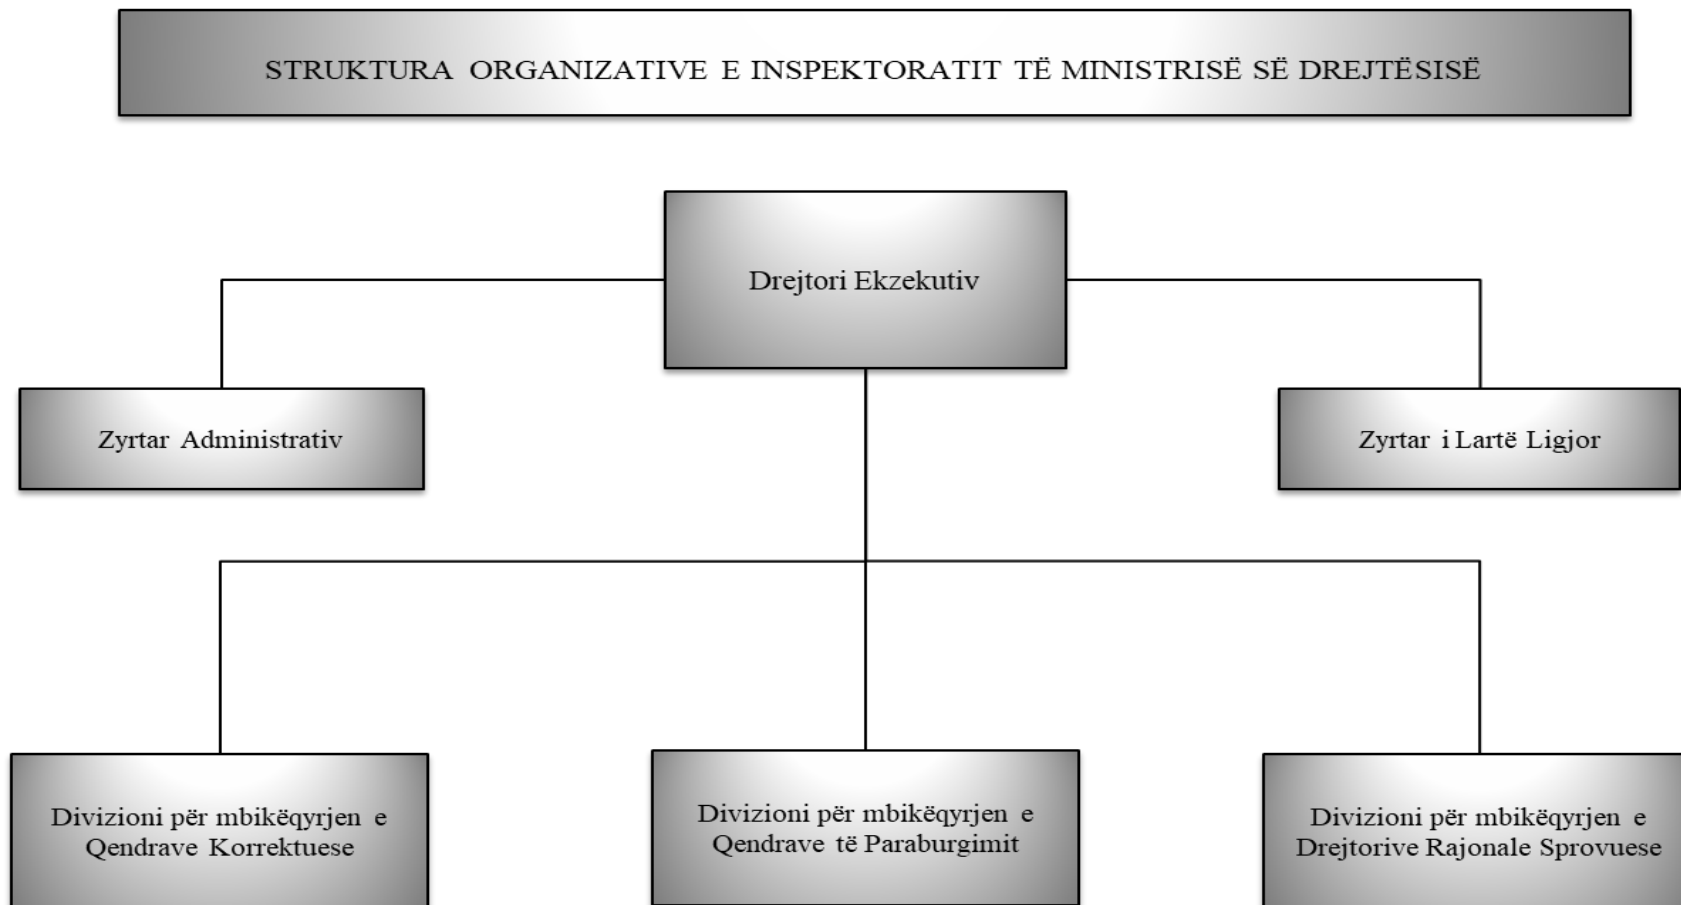 STRUKTURA ORGANIZATIVE E INSPEKTORATIT TË MINISTRISË SË DREJTËSISË
Drejtori Ekzekutiv
Zyrtar Administrativ
Zyrtar i Lartë Ligjor
Divizioni për mbikëqyrjen e
Qendrave Korrektuese
Divizioni për mbikëqyrjen e
Qendrave të Paraburgimit
Divizioni për mbikëqyrjen e
Drejtorive Rajonale Sprovuese